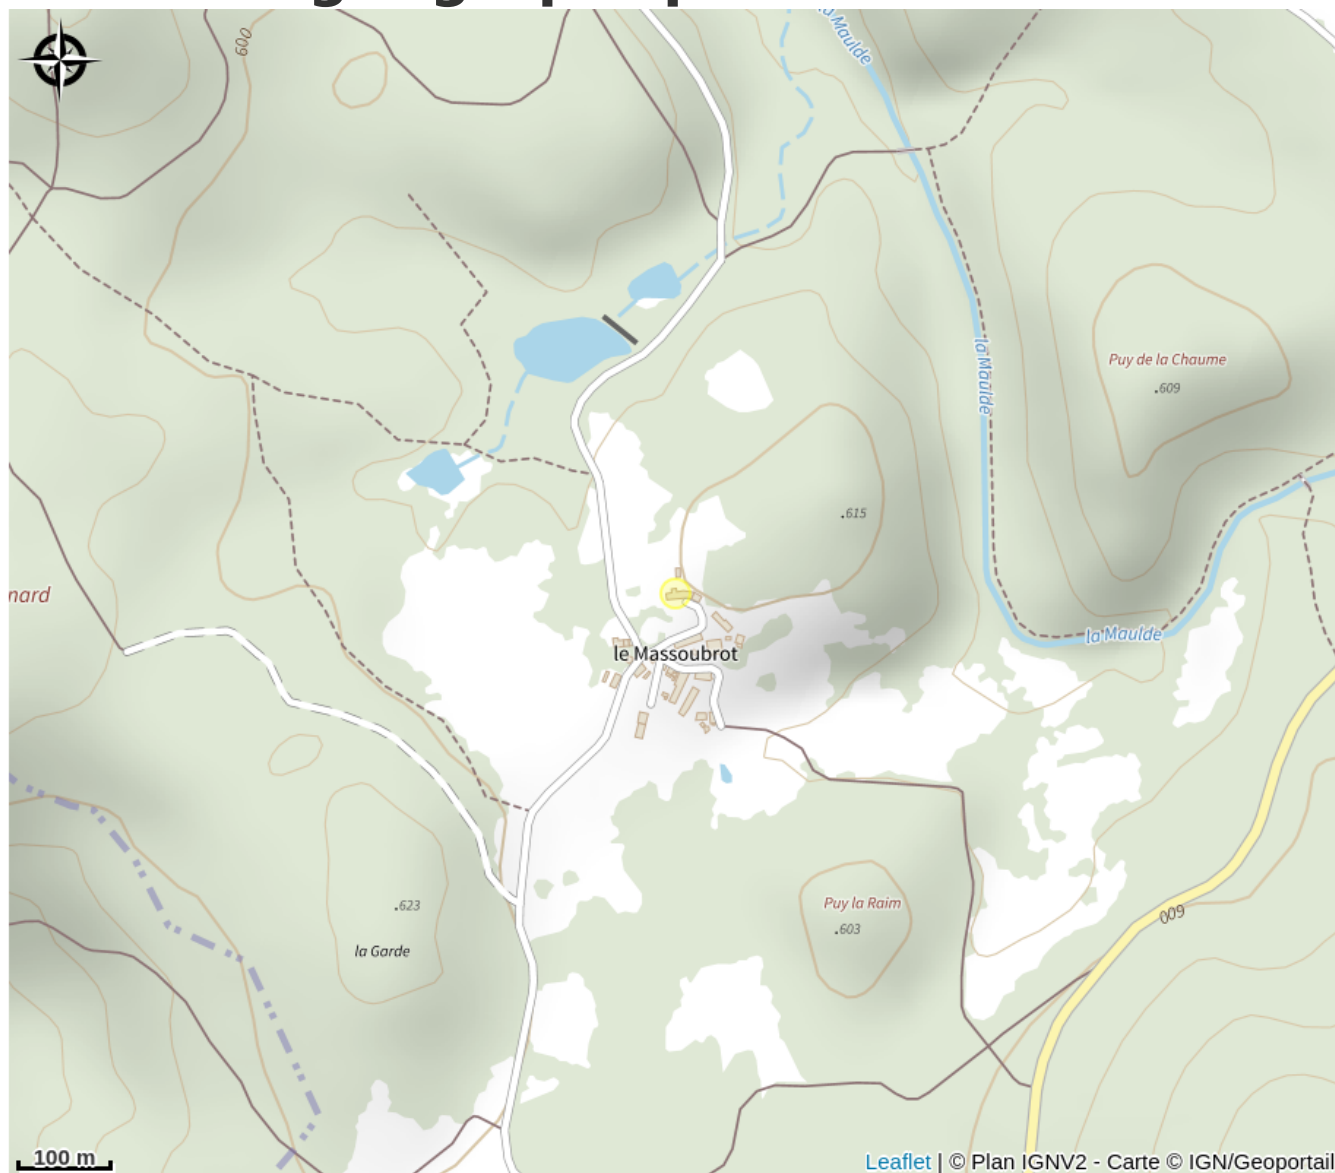 600
la Maulde
Puy de la Chaume
.609
la Maulde
.615
nard
la Maulde
le Massoubrot
Puy la Raim
.603
.623
600
la Garde
100 m
Leaflet | © Plan IGNV2 - Carte © IGN/Geoportail